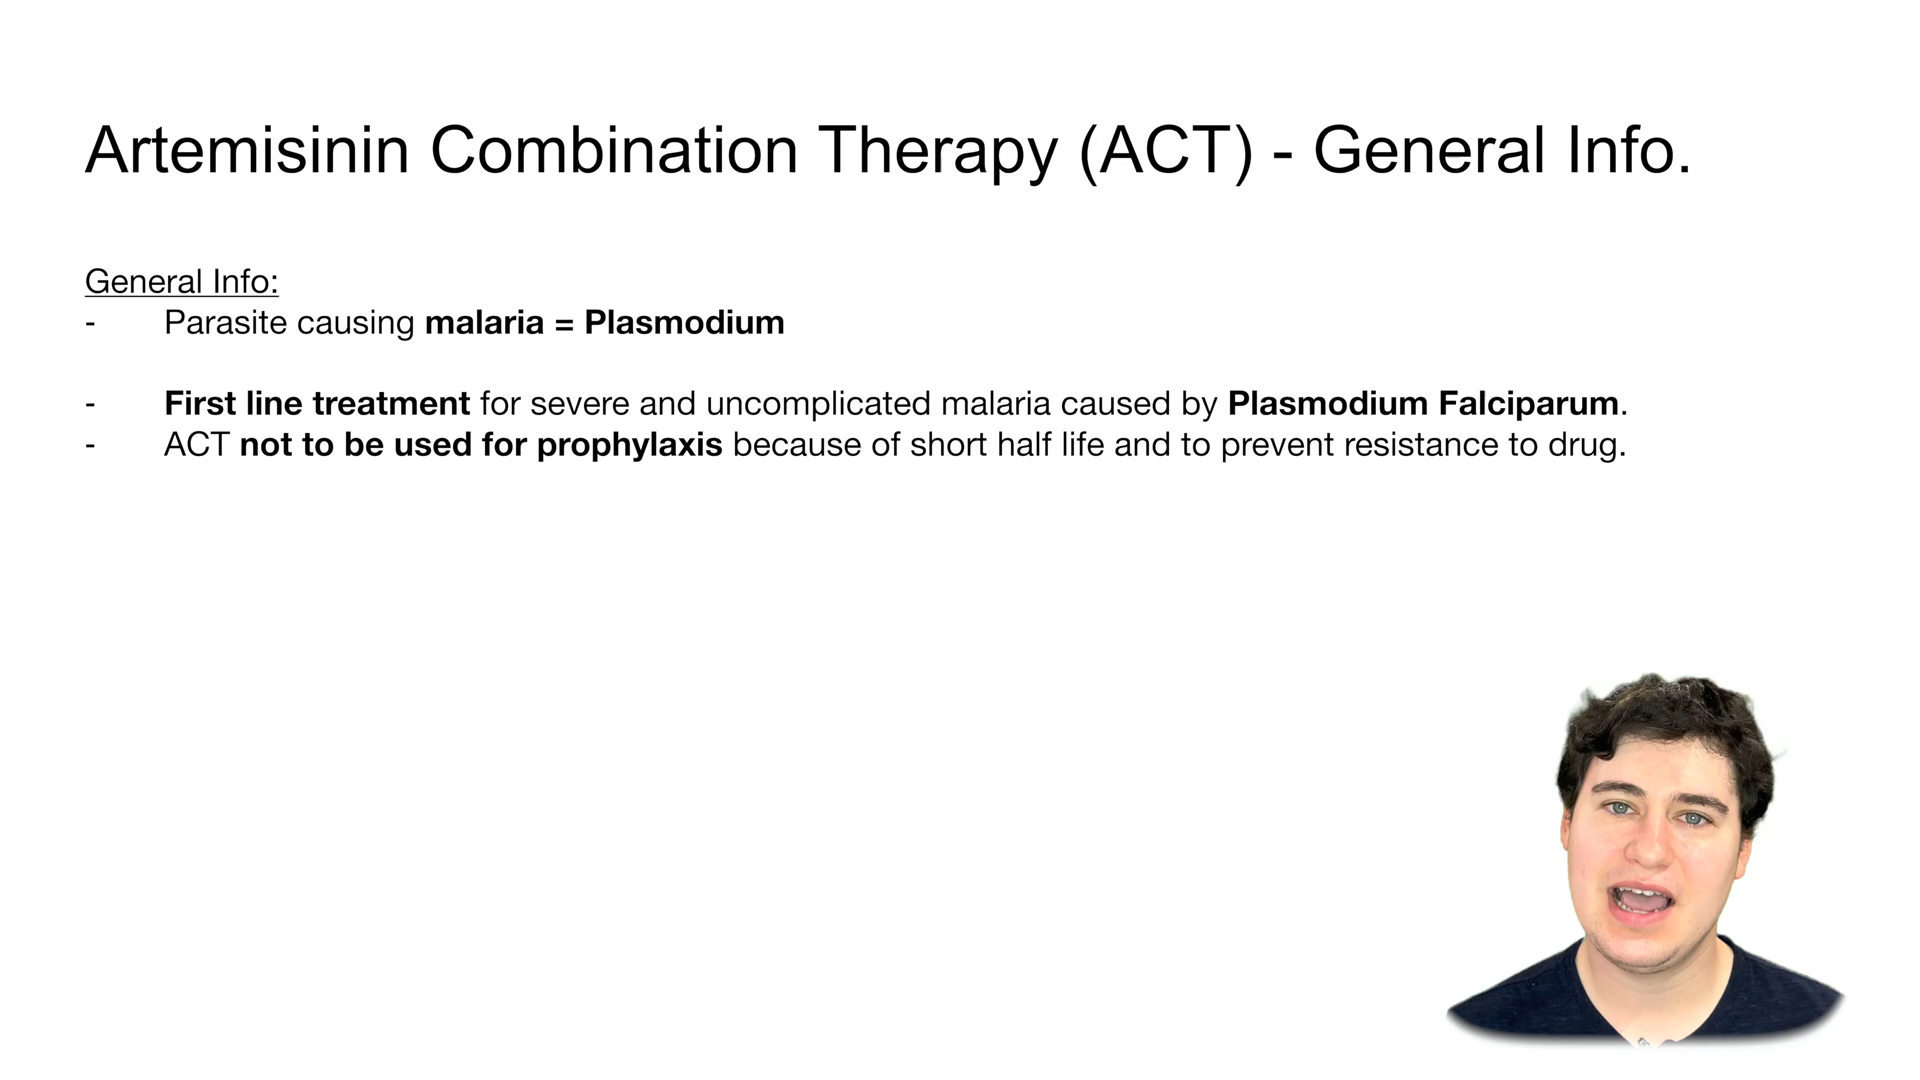 Artemisinin Combination Therapy (ACT) - General Info.
General Info:
- Parasite causing malaria = Plasmodium
- First line treatment for severe and uncomplicated malaria caused by Plasmodium Falciparum.
- ACT not to be used for prophylaxis because of short half life and to prevent resistance to drug.